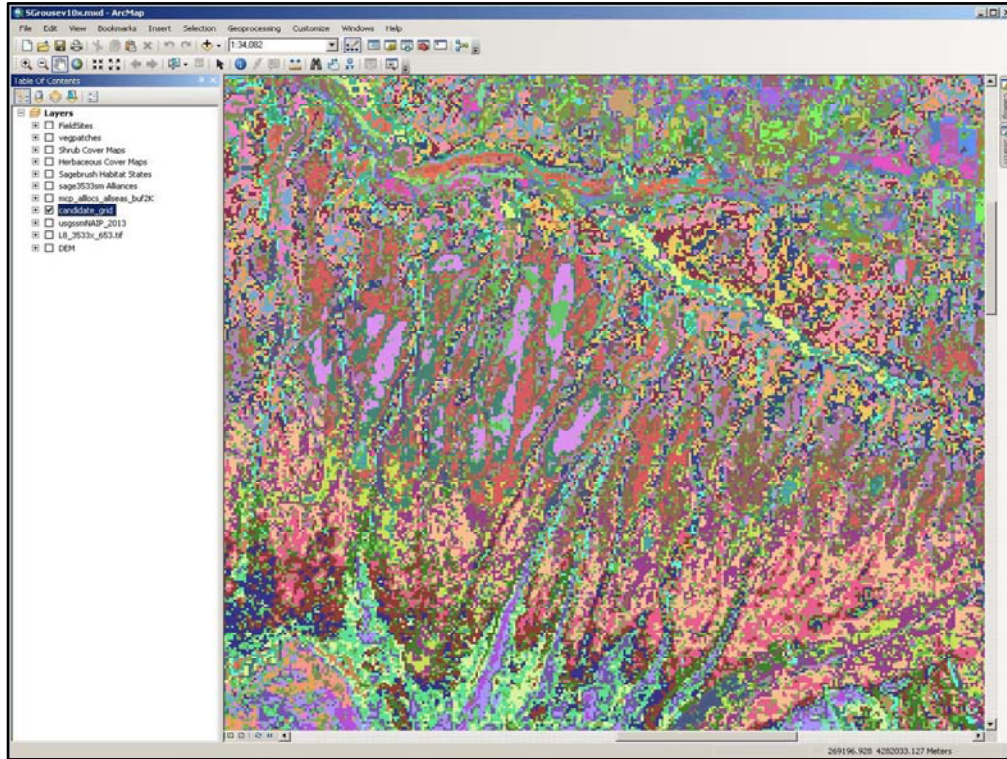 SGrousev10x.mxd - ArcMap
File Edit View Bookmarks Insert Selection Geoprocessing Customize Windows Help
1:34,082
Table Of Contents
Layers
FieldSites
vegpatches
Shrub Cover Maps
Herbaceous Cover Maps
Sagebrush Habitat States
sage3533sm Alliances
mcp_alllocs_allseas_buf2K
candidate_grid
usgssmNAIP_2013
L8_3533x_653.tif
DEM
269196.928 4282033.127 Meters